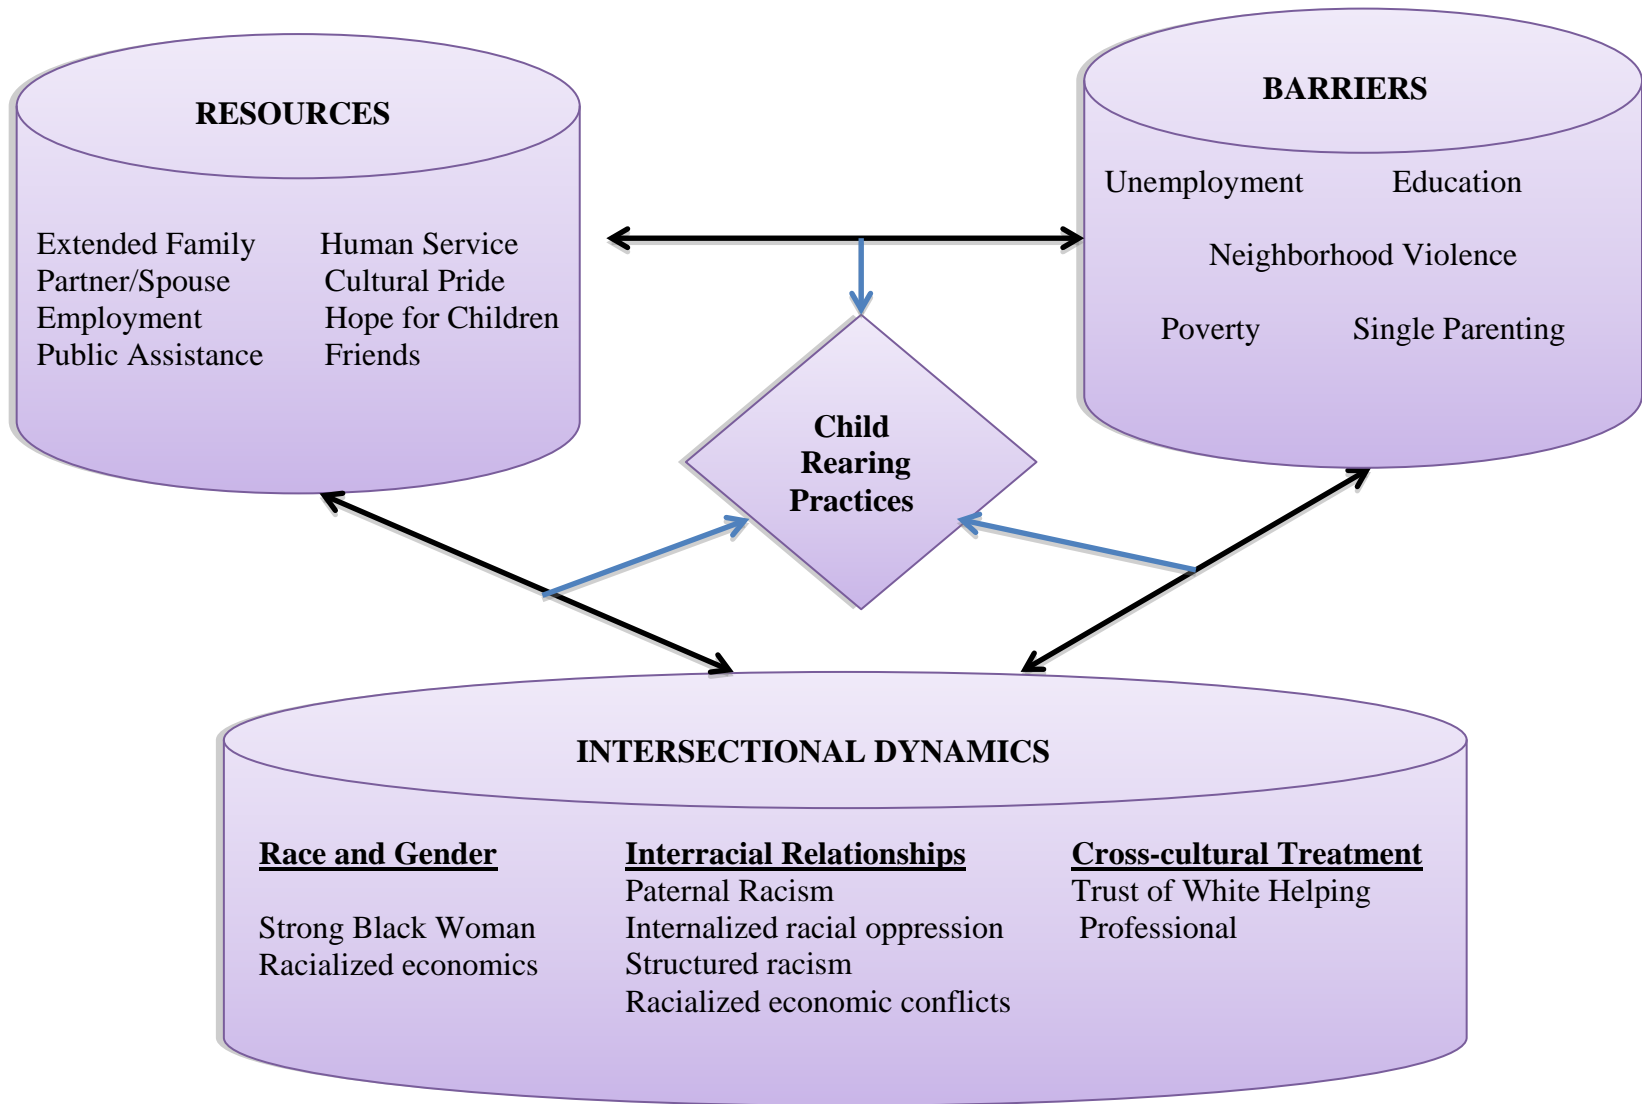 RESOURCES
Extended Family Human Service
Partner/Spouse Cultural Pride
Employment Hope for Children
Public Assistance Friends
BARRIERS
Unemployment Education
Neighborhood Violence
Poverty Single Parenting
Child
Rearing
Practices
INTERSECTIONAL DYNAMICS
Race and Gender
Strong Black Woman
Racialized economics
Interracial Relationships
Paternal Racism
Internalized racial oppression
Structured racism
Racialized economic conflicts
Cross-cultural Treatment
Trust of White Helping
Professional